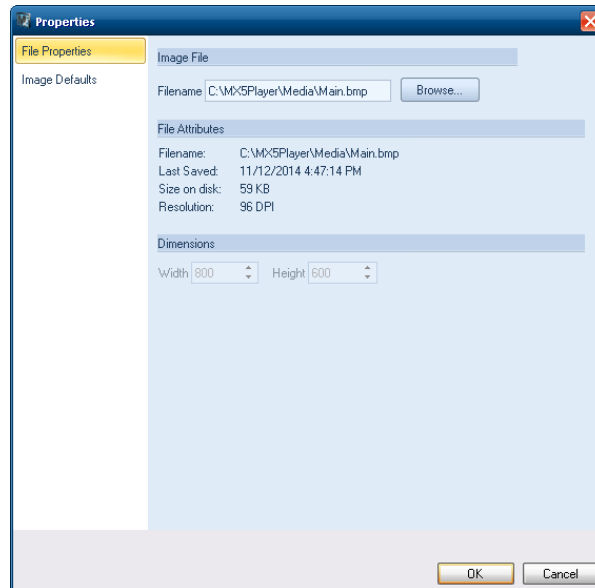 Properties
File Properties
Image Defaults
Image File
Filename C:\MX5Player\Media\Main.bmp Browse...
File Attributes
Filename: C:\MX5Player\Media\Main.bmp
Last Saved: 11/12/2014 4:47:14 PM
Size on disk: 59 KB
Resolution: 96 DPI
Dimensions
Width 800 Height 600
OK Cancel